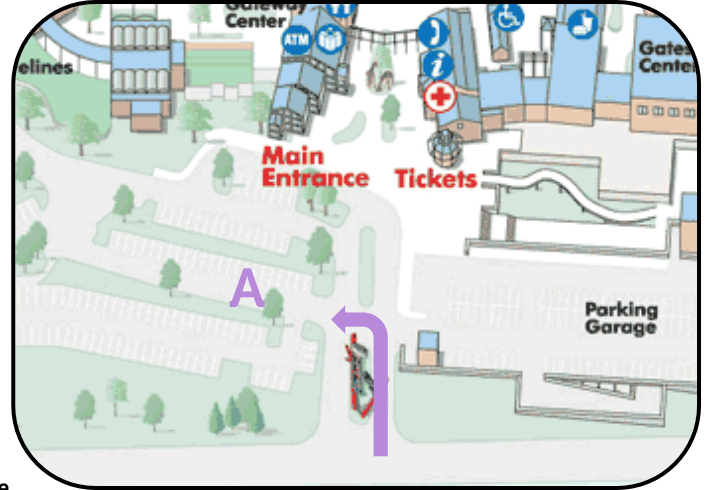 Gateway
Center
ATM
i
elines
Gates
Center
Main
Entrance
Tickets
A
Parking
Garage
e